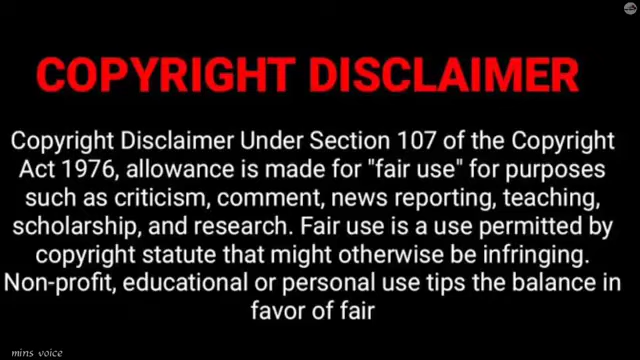 COPYRIGHT DISCLAIMER
Copyright Disclaimer Under Section 107 of the Copyright
Act 1976, allowance is made for "fair use" for purposes
such as criticism, comment, news reporting, teaching,
scholarship, and research. Fair use is a use permitted by
copyright statute that might otherwise be infringing.
Non-profit, educational or personal use tips the balance in
favor of fair
mins voice